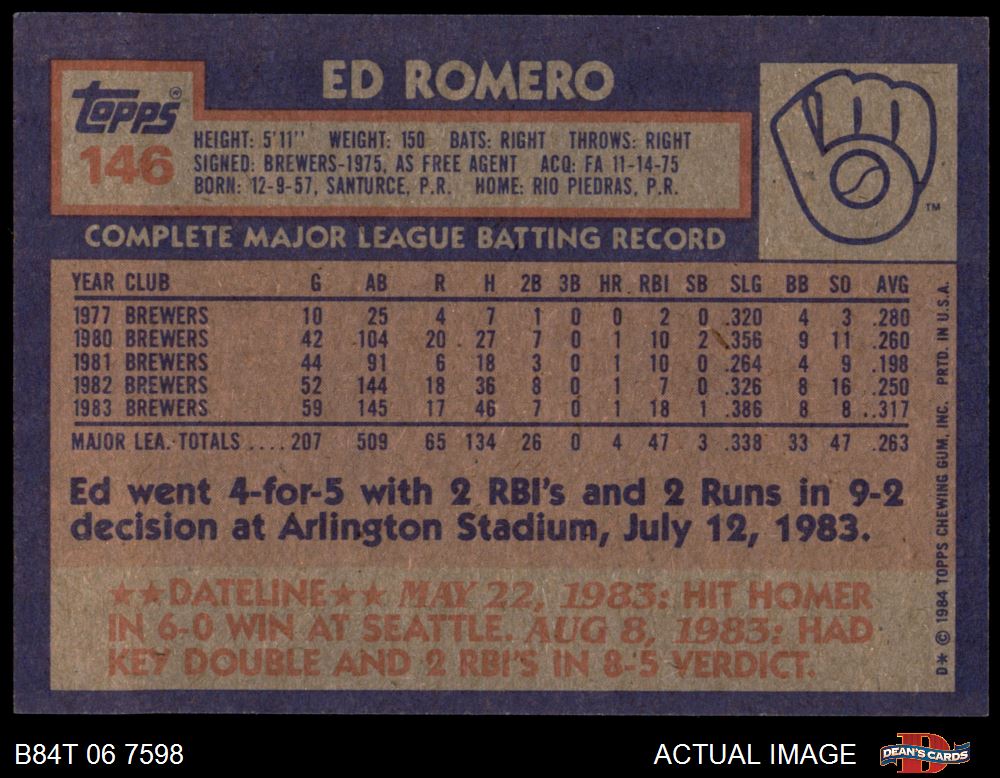 ED ROMERO
TOPPS®
146
HEIGHT: 5'11" WEIGHT: 150 BATS: RIGHT THROWS: RIGHT
SIGNED: BREWERS-1975, AS FREE AGENT ACQ: FA 11-14-75
BORN: 12-9-57, SANTURCE, P.R. HOME: RIO PIEDRAS, P.R.
TM
COMPLETE MAJOR LEAGUE BATTING RECORD
YEAR CLUB G AB R H 2B 3B HR RBI SB SLG BB SO AVG
1977 BREWERS 10 25 4 7 1 0 0 2 0 .320 4 3 .280
1980 BREWERS 42 104 20 27 7 0 1 10 2 .356 9 11 .260
1981 BREWERS 44 91 6 18 3 0 1 10 0 .264 4 9 .198
1982 BREWERS 52 144 18 36 8 0 1 7 0 .326 8 16 .250
1983 BREWERS 59 145 17 46 7 0 1 18 1 .386 8 8 .317
MAJOR LEA. TOTALS .... 207 509 65 134 26 0 4 47 3 .338 33 47 .263
Ed went 4-for-5 with 2 RBI's and 2 Runs in 9-2
decision at Arlington Stadium, July 12, 1983.
★★DATELINE★★ MAY 22, 1983: HIT HOMER
IN 6-0 WIN AT SEATTLE. AUG 8, 1983: HAD
KEY DOUBLE AND 2 RBI'S IN 8-5 VERDICT.
D* © 1984 TOPPS CHEWING GUM, INC. PRTD. IN U.S.A.
B84T 06 7598
ACTUAL IMAGE
DEAN'S CARDS